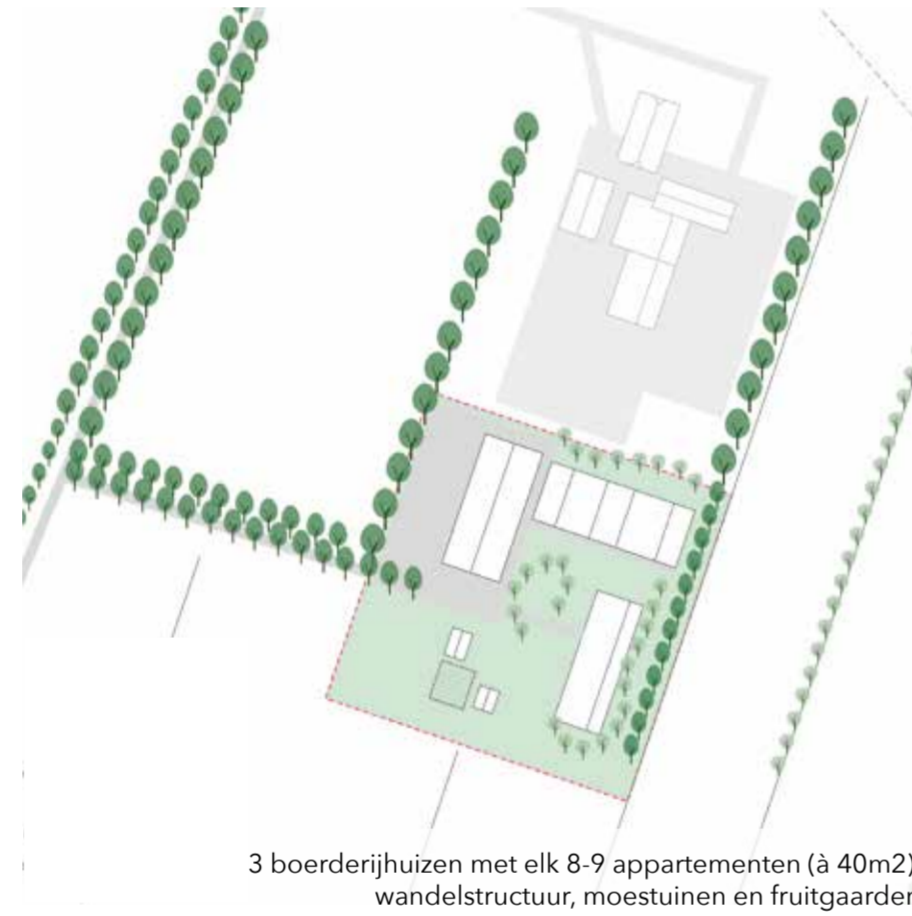 3 boerderijhuizen met elk 8-9 appartementen (à 40m2)
wandelstructuur, moestuinen en fruitgaarden